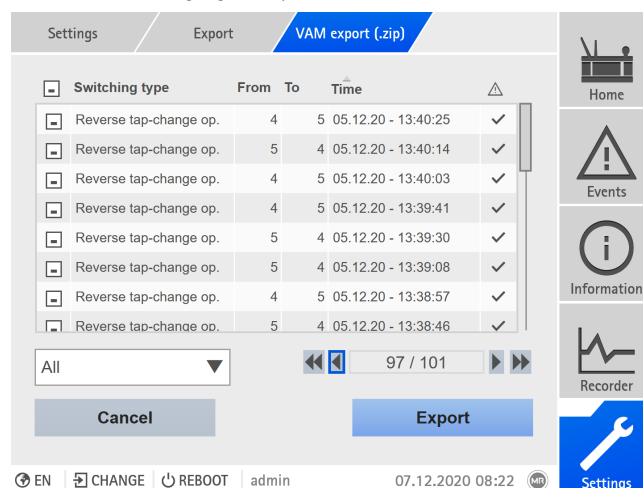 Settings Export VAM export (.zip)
Switching type From To Time
Reverse tap-change op. 4 5 05.12.20 - 13:40:25
Reverse tap-change op. 5 4 05.12.20 - 13:40:14
Reverse tap-change op. 4 5 05.12.20 - 13:40:03
Reverse tap-change op. 4 5 05.12.20 - 13:39:41
Reverse tap-change op. 5 4 05.12.20 - 13:39:30
Reverse tap-change op. 5 4 05.12.20 - 13:39:08
Reverse tap-change op. 4 5 05.12.20 - 13:38:57
Reverse tap-change op. 5 4 05.12.20 - 13:38:46
All
97 / 101
Cancel Export
EN CHANGE REBOOT admin 07.12.2020 08:22 MR
Home
Events
Information
Recorder
Settings